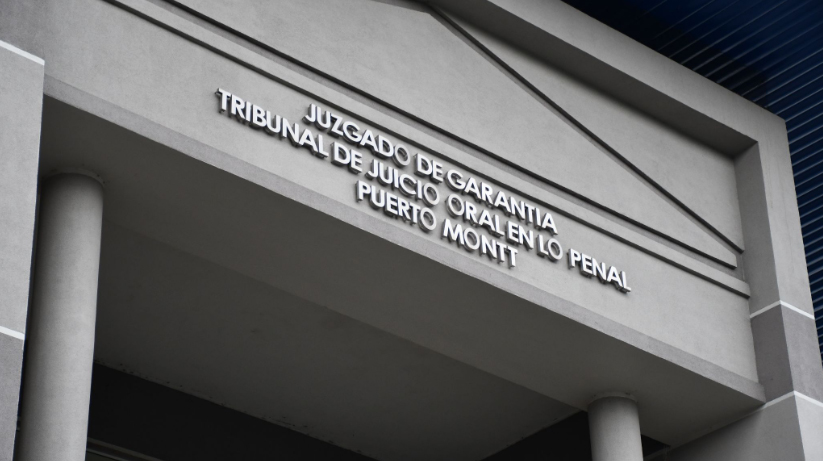 JUZGADO DE GARANTIA
TRIBUNAL DE JUICIO ORAL EN LO PENAL
PUERTO MONTT